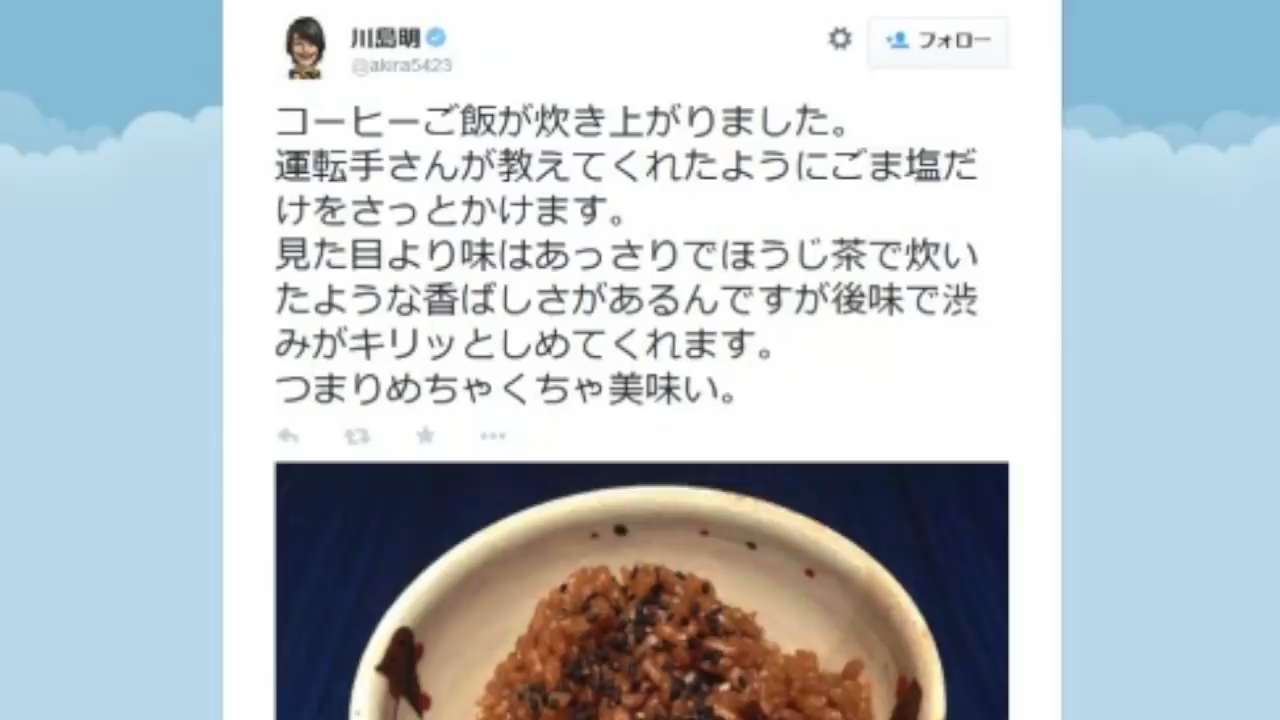 川島明
@akira5423
フォロー
コーヒーご飯が炊き上がりました。
運転手さんが教えてくれたようにごま塩だ
けをさっとかけます。
見た目より味はあっさりでほうじ茶で炊い
たような香ばしさがあるんですが後味で渋
みがキリッとしめてくれます。
つまりめちゃくちゃ美味い。